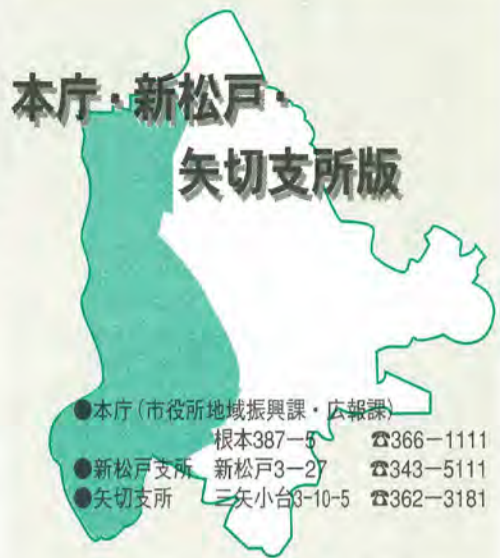 本庁・新松戸・
矢切支所版
●本庁(市役所地域振興課・広報課)
根本387－5 ☎366－1111
●新松戸支所 新松戸3－27 ☎343－5111
●矢切支所 三矢小台3-10-5 ☎362－3181